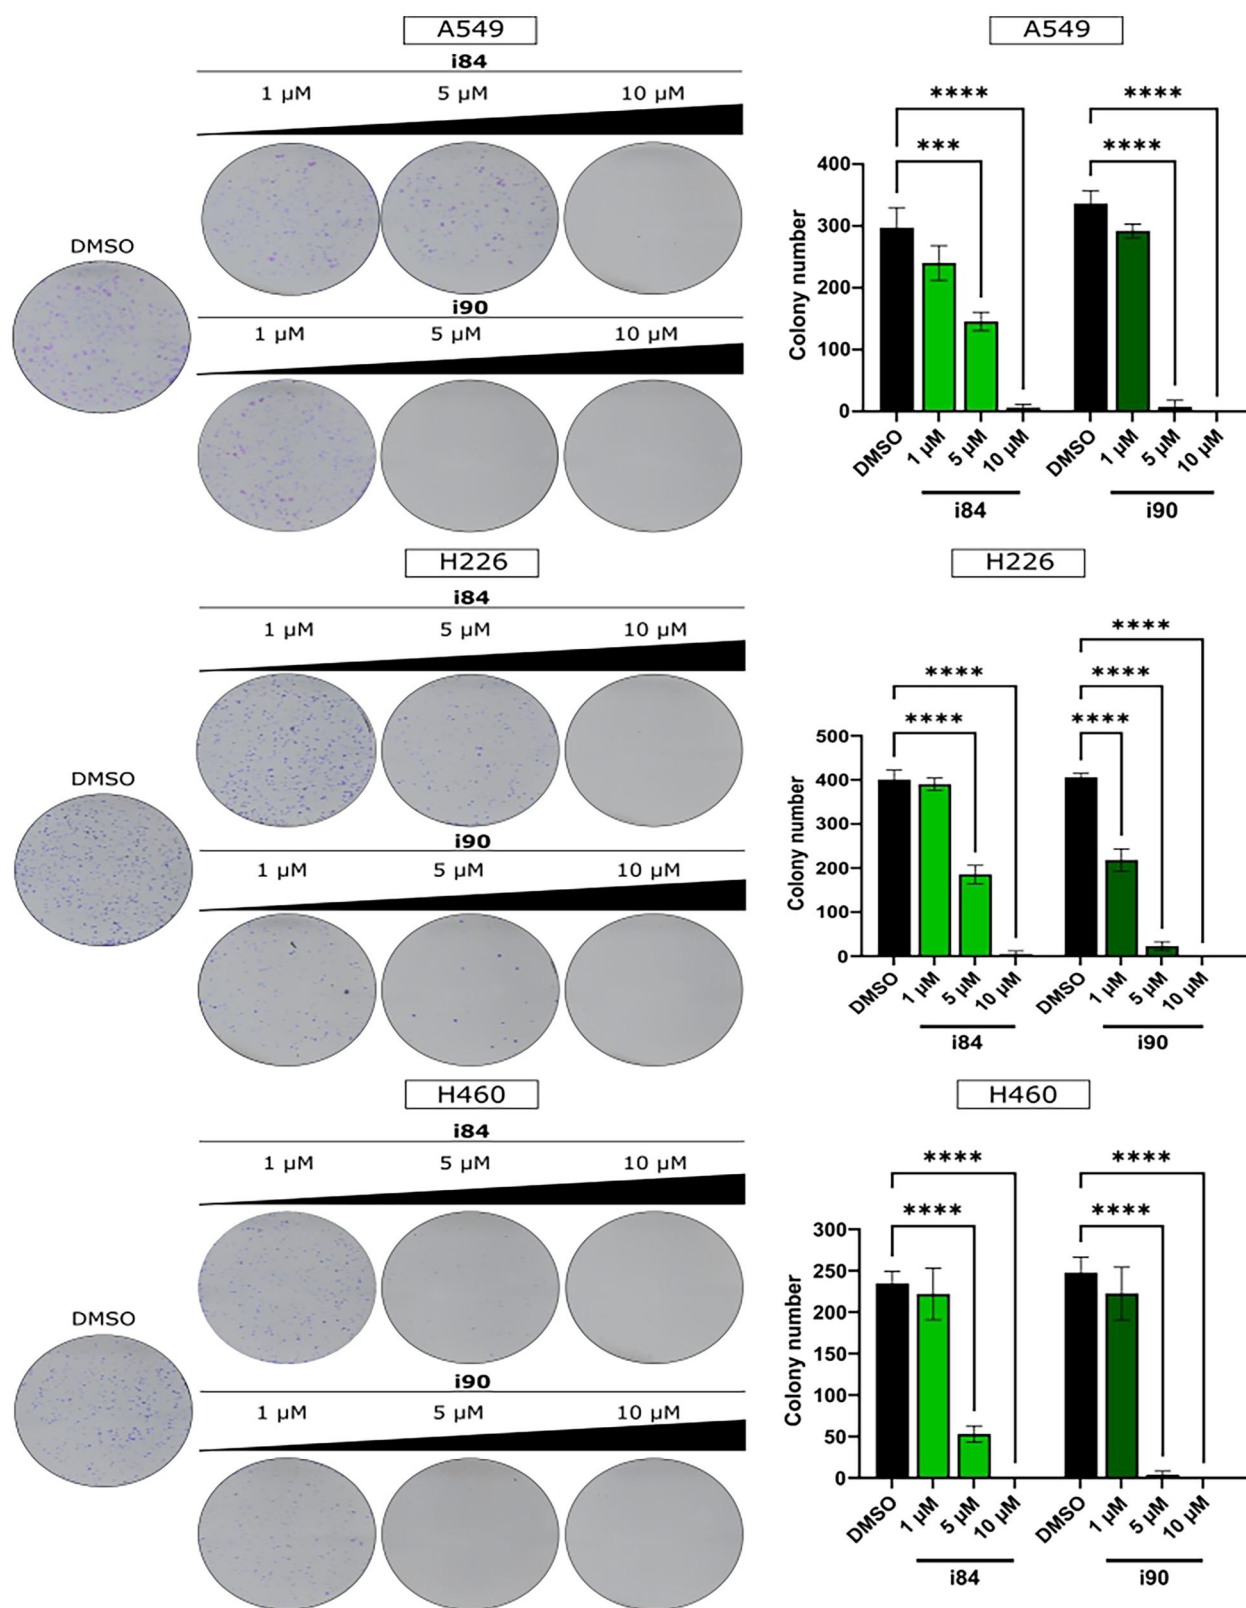 A549
i84
1 µM 5 µM 10 µM
DMSO
i90
1 µM 5 µM 10 µM
A549
**** ****
*** ****
400
300
200
100
0
Colony number
DMSO 1 µM 5 µM 10 µM DMSO 1 µM 5 µM 10 µM
i84 i90
H226
i84
1 µM 5 µM 10 µM
DMSO
i90
1 µM 5 µM 10 µM
H226
****
**** ****
**** ****
500
400
300
200
100
0
Colony number
DMSO 1 µM 5 µM 10 µM DMSO 1 µM 5 µM 10 µM
i84 i90
H460
i84
1 µM 5 µM 10 µM
DMSO
i90
1 µM 5 µM 10 µM
H460
**** ****
**** ****
300
250
200
150
100
50
0
Colony number
DMSO 1 µM 5 µM 10 µM DMSO 1 µM 5 µM 10 µM
i84 i90